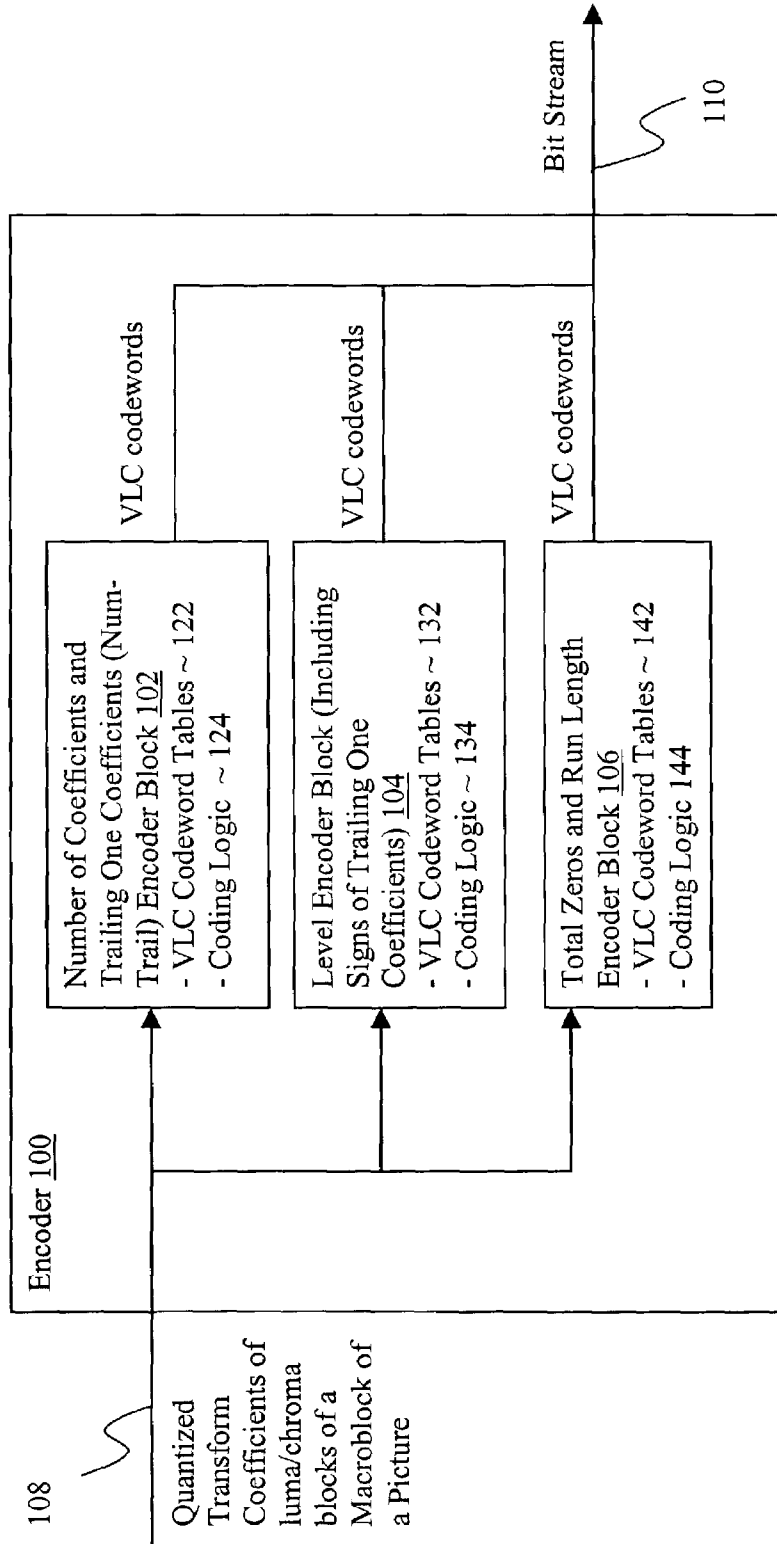 108
Quantized
Transform
Coefficients of
luma/chroma
blocks of a
Macroblock of
a Picture
Encoder 100
Number of Coefficients and
Trailing One Coefficients (Num-
Trail) Encoder Block 102
- VLC Codeword Tables ~ 122
- Coding Logic ~ 124
VLC codewords
Level Encoder Block (Including
Signs of Trailing One
Coefficients) 104
- VLC Codeword Tables ~ 132
- Coding Logic ~ 134
VLC codewords
Total Zeros and Run Length
Encoder Block 106
- VLC Codeword Tables ~ 142
- Coding Logic 144
VLC codewords
Bit Stream
110